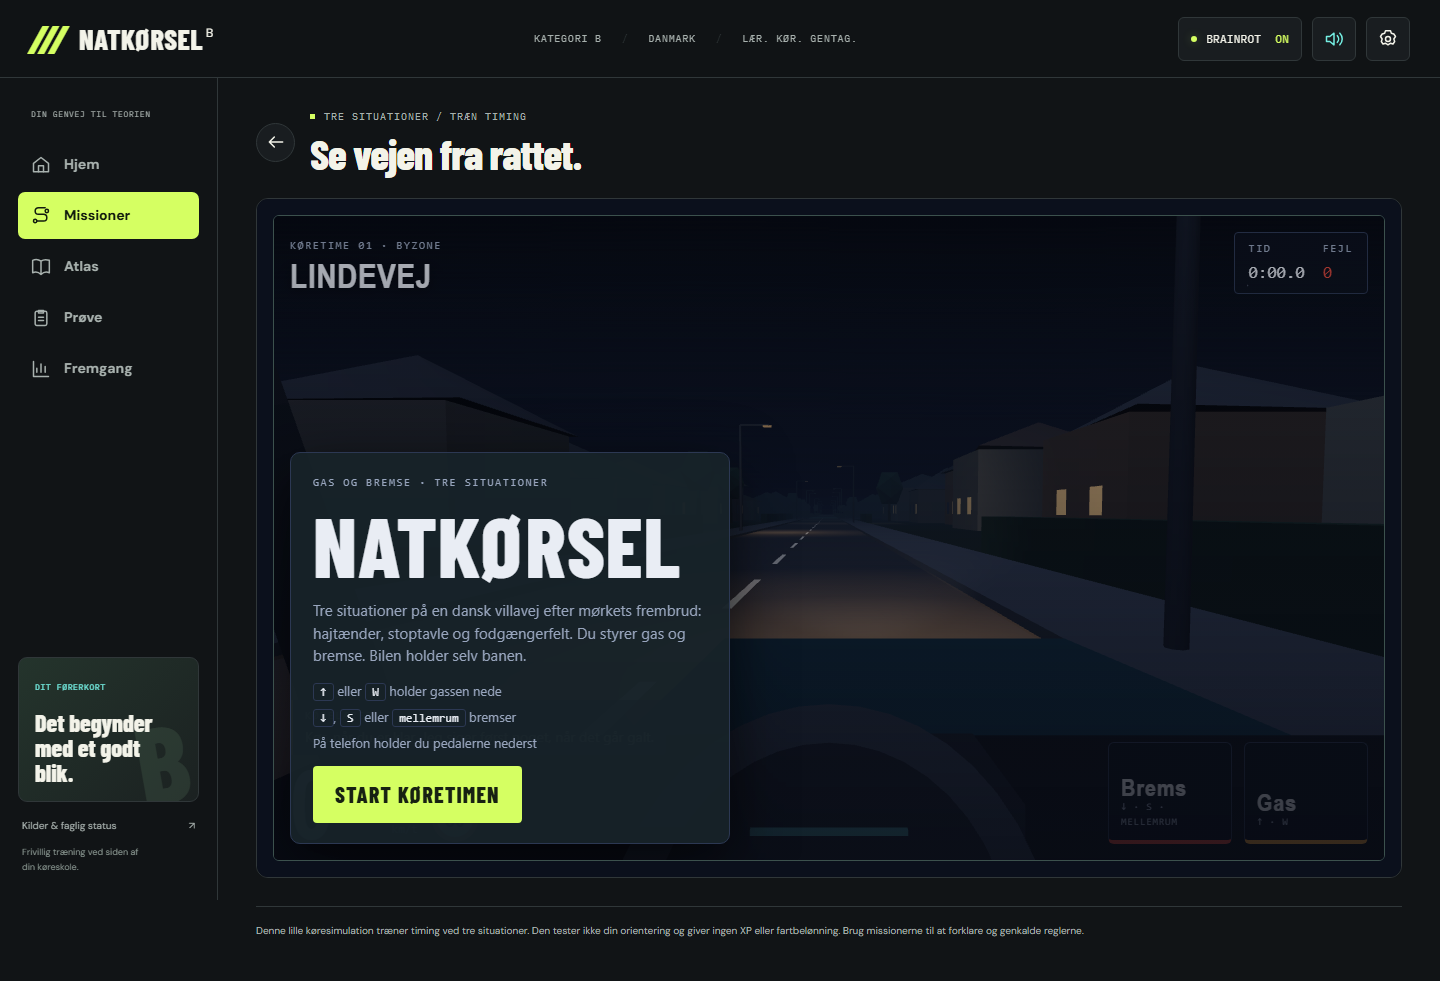 NATKØRSEL B
KATEGORI B / DANMARK / LÆR. KØR. GENTAG.
BRAINROT ON
DIN GENVEJ TIL TEORIEN
Hjem
Missioner
Atlas
Prøve
Fremgang
DIT FØRERKORT
Det begynder
med et godt
blik.
B
Kilder & faglig status
Frivillig træning ved siden af
din køreskole.
TRE SITUATIONER / TRÆN TIMING
Se vejen fra rattet.
KØRETIME 01 · BYZONE
LINDEVEJ
TID FEJL
0:00.0 0
GAS OG BREMSE · TRE SITUATIONER
NATKØRSEL
Tre situationer på en dansk villavej efter mørkets frembrud:
hajtænder, stoptavle og fodgængerfelt. Du styrer gas og
bremse. Bilen holder selv banen.
↑ eller W holder gassen nede
↓, S eller mellemrum bremser
På telefon holder du pedalerne nederst
START KØRETIMEN
Brems
↓ · S ·
MELLEMRUM
Gas
↑ · W
Denne lille køresimulation træner timing ved tre situationer. Den tester ikke din orientering og giver ingen XP eller fartbelønning. Brug missionerne til at forklare og genkalde reglerne.